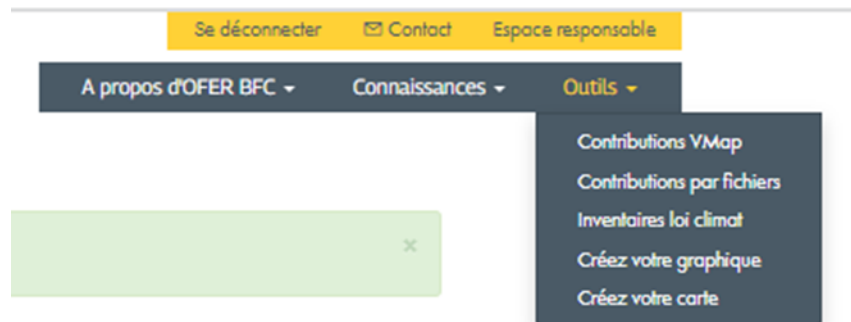 Se déconnecter Contact Espace responsable
A propos d'OFER BFC Connaissances Outils
Contributions VMap
Contributions par fichiers
Inventaires loi climat
Créez votre graphique
Créez votre carte
×